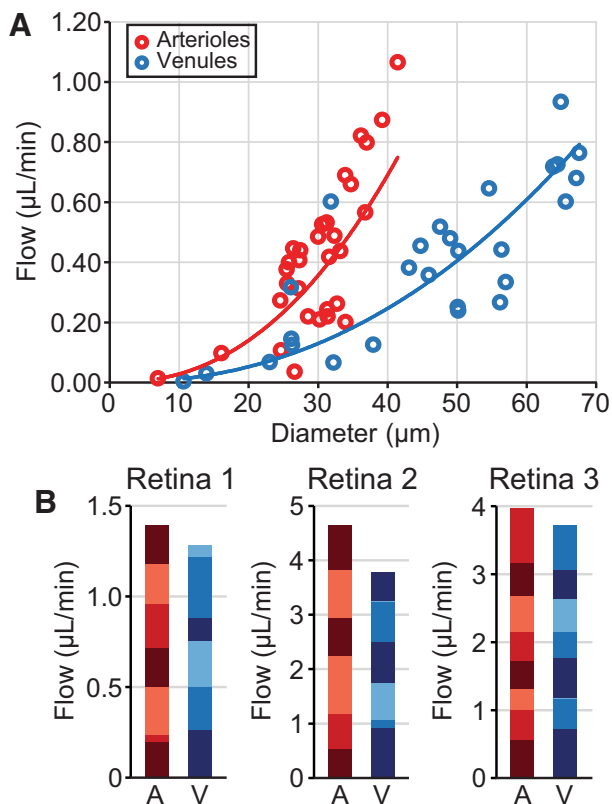 A
Flow (µL/min)
1.20
1.00
0.80
0.60
0.40
0.20
0.00
Arterioles
Venules
0 10 20 30 40 50 60 70
Diameter (µm)
B
Retina 1 Retina 2 Retina 3
Flow (µL/min)
1.5
1.0
0.5
0
A V
Flow (µL/min)
5
4
3
2
1
0
A V
Flow (µL/min)
4
3
2
1
0
A V